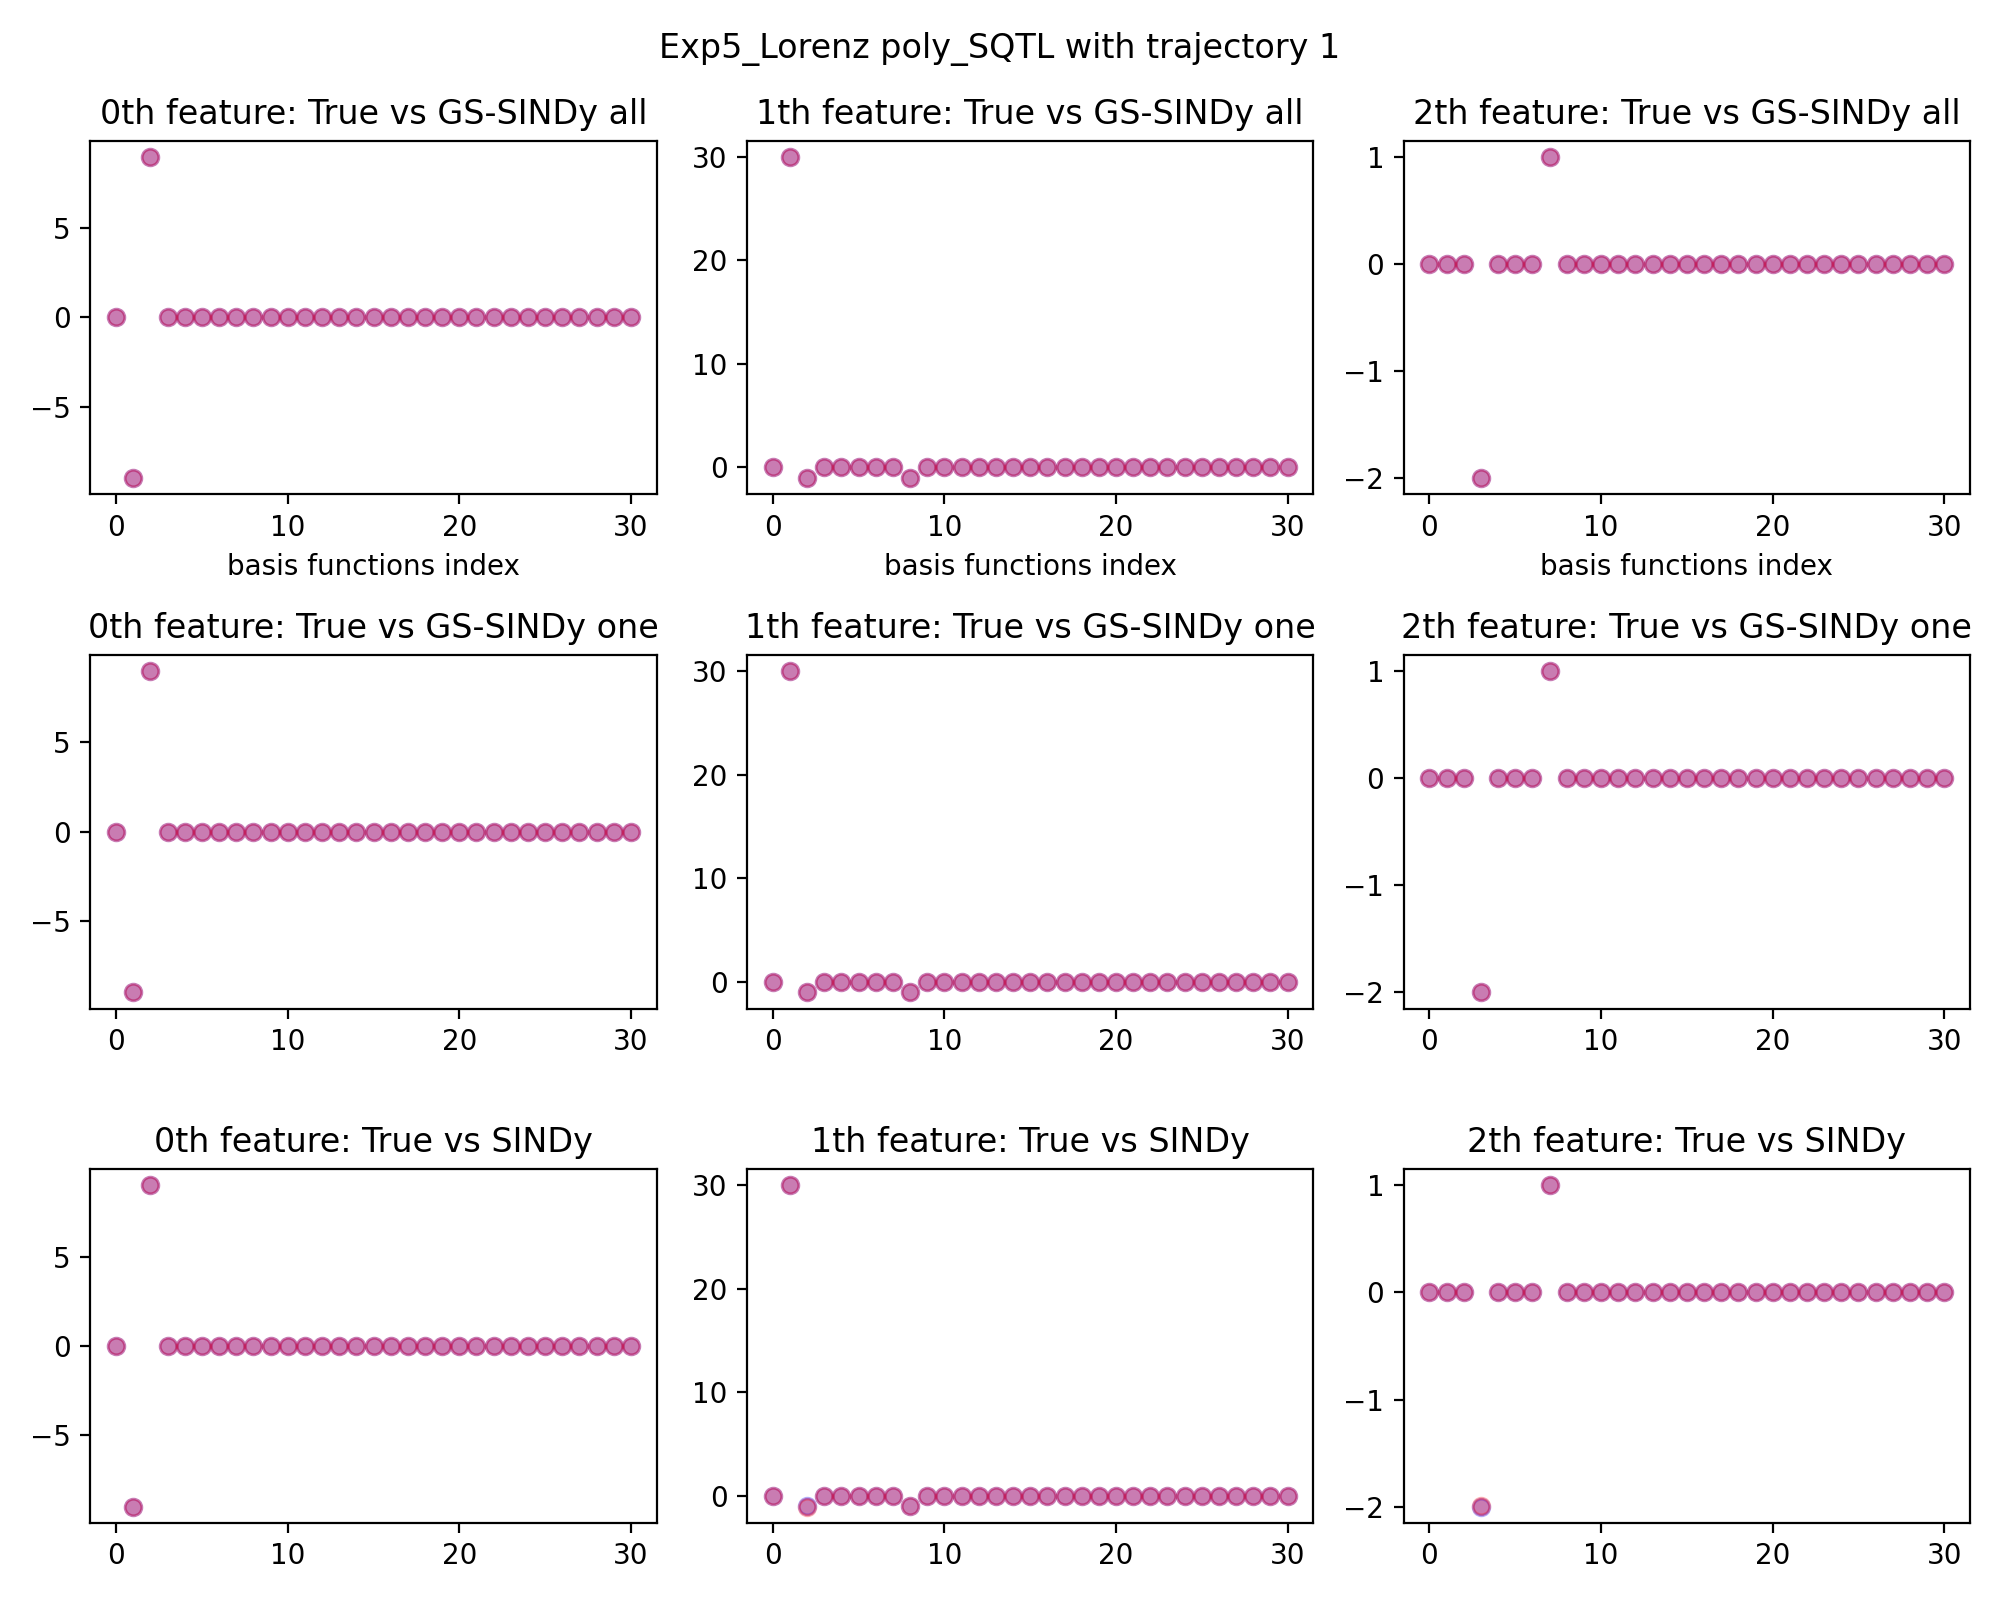 Exp5_Lorenz poly_SQTL with trajectory 1
0th feature: True vs GS-SINDy all
1th feature: True vs GS-SINDy all
2th feature: True vs GS-SINDy all
5
0
−5
0 10 20 30
basis functions index
30
20
10
0
0 10 20 30
basis functions index
1
0
−1
−2
0 10 20 30
basis functions index
0th feature: True vs GS-SINDy one
1th feature: True vs GS-SINDy one
2th feature: True vs GS-SINDy one
5
0
−5
0 10 20 30
30
20
10
0
0 10 20 30
1
0
−1
−2
0 10 20 30
0th feature: True vs SINDy
1th feature: True vs SINDy
2th feature: True vs SINDy
5
0
−5
0 10 20 30
30
20
10
0
0 10 20 30
1
0
−1
−2
0 10 20 30